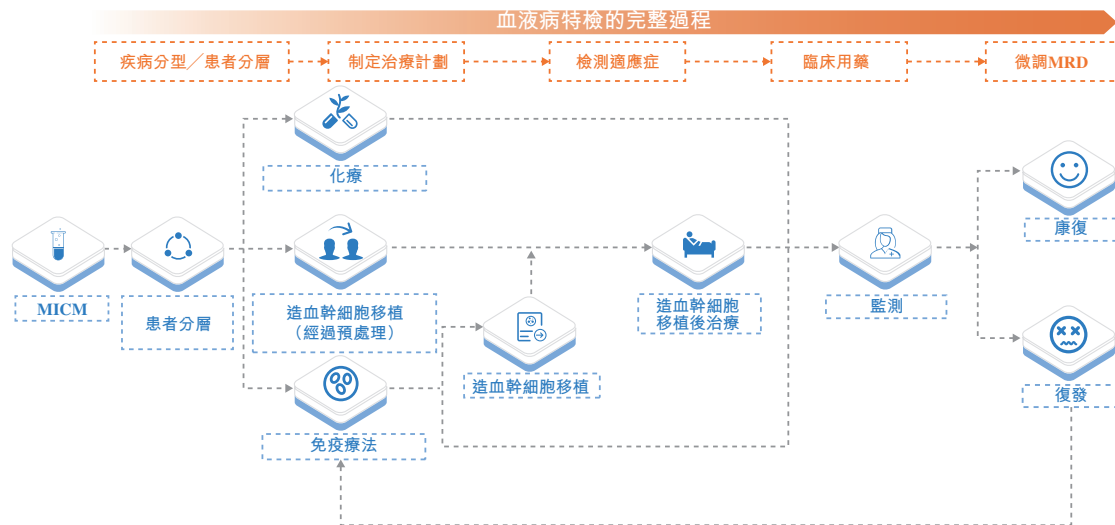 血液病特檢的完整過程
疾病分型／患者分層
制定治療計劃
檢測適應症
臨床用藥
微調MRD
化療
MICM
患者分層
造血幹細胞移植
（經過預處理）
造血幹細胞移植
造血幹細胞
移植後治療
監測
康復
復發
免疫療法